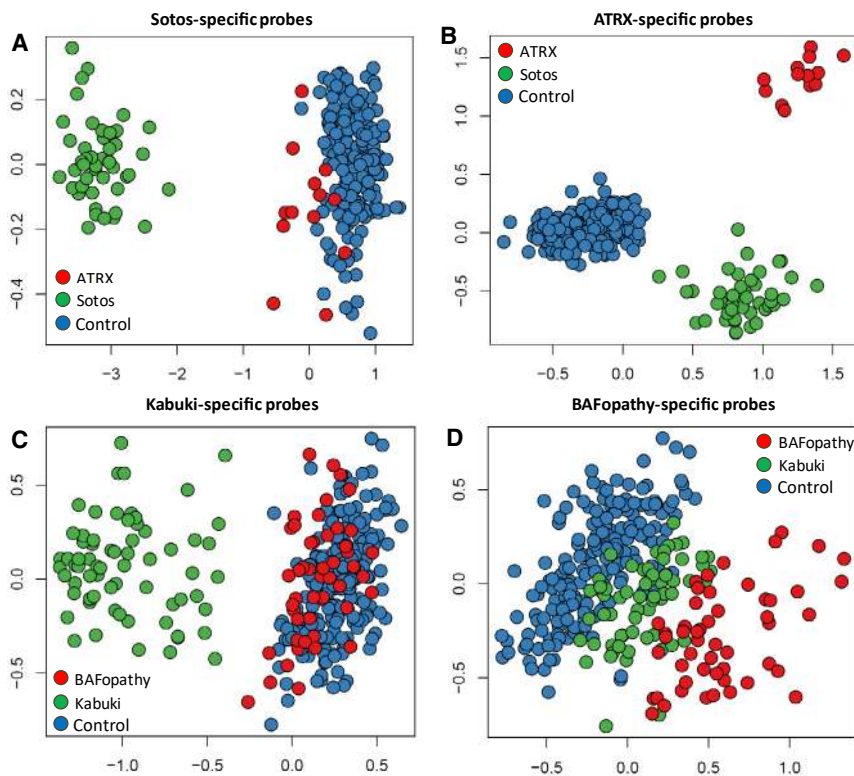 Sotos-specific probes
A
0.2
0.0
−0.2
−0.4
ATRX
Sotos
Control
−3
−2
−1
0
1
ATRX-specific probes
B
1.5
1.0
0.5
0.0
−0.5
ATRX
Sotos
Control
−0.5
0.0
0.5
1.0
1.5
Kabuki-specific probes
C
0.5
0.0
−0.5
BAFopathy
Kabuki
Control
−1.0
−0.5
0.0
0.5
BAFopathy-specific probes
D
0.5
0.0
−0.5
BAFopathy
Kabuki
Control
−0.5
0.0
0.5
1.0